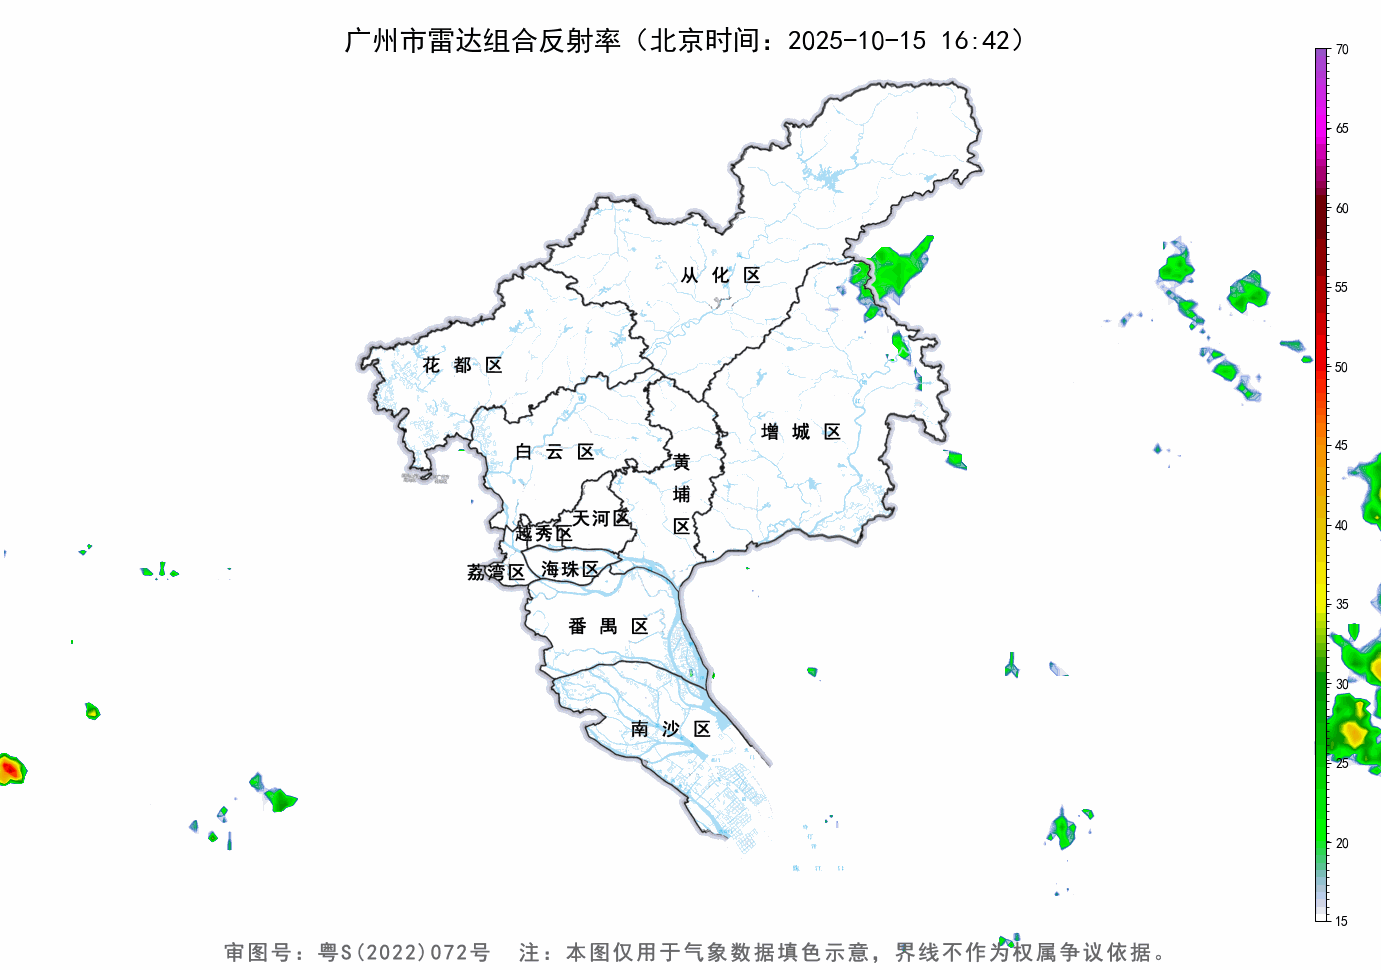 广州市雷达组合反射率（北京时间：2025-10-15 16:42）
70
65
60
55
50
45
40
35
30
25
20
15
从化区
花都区
白云区
增城区
黄埔区
天河区
越秀区
荔湾区
海珠区
番禺区
南沙区
审图号：粤S(2022)072号 注：本图仅用于气象数据填色示意，界线不作为权属争议依据。